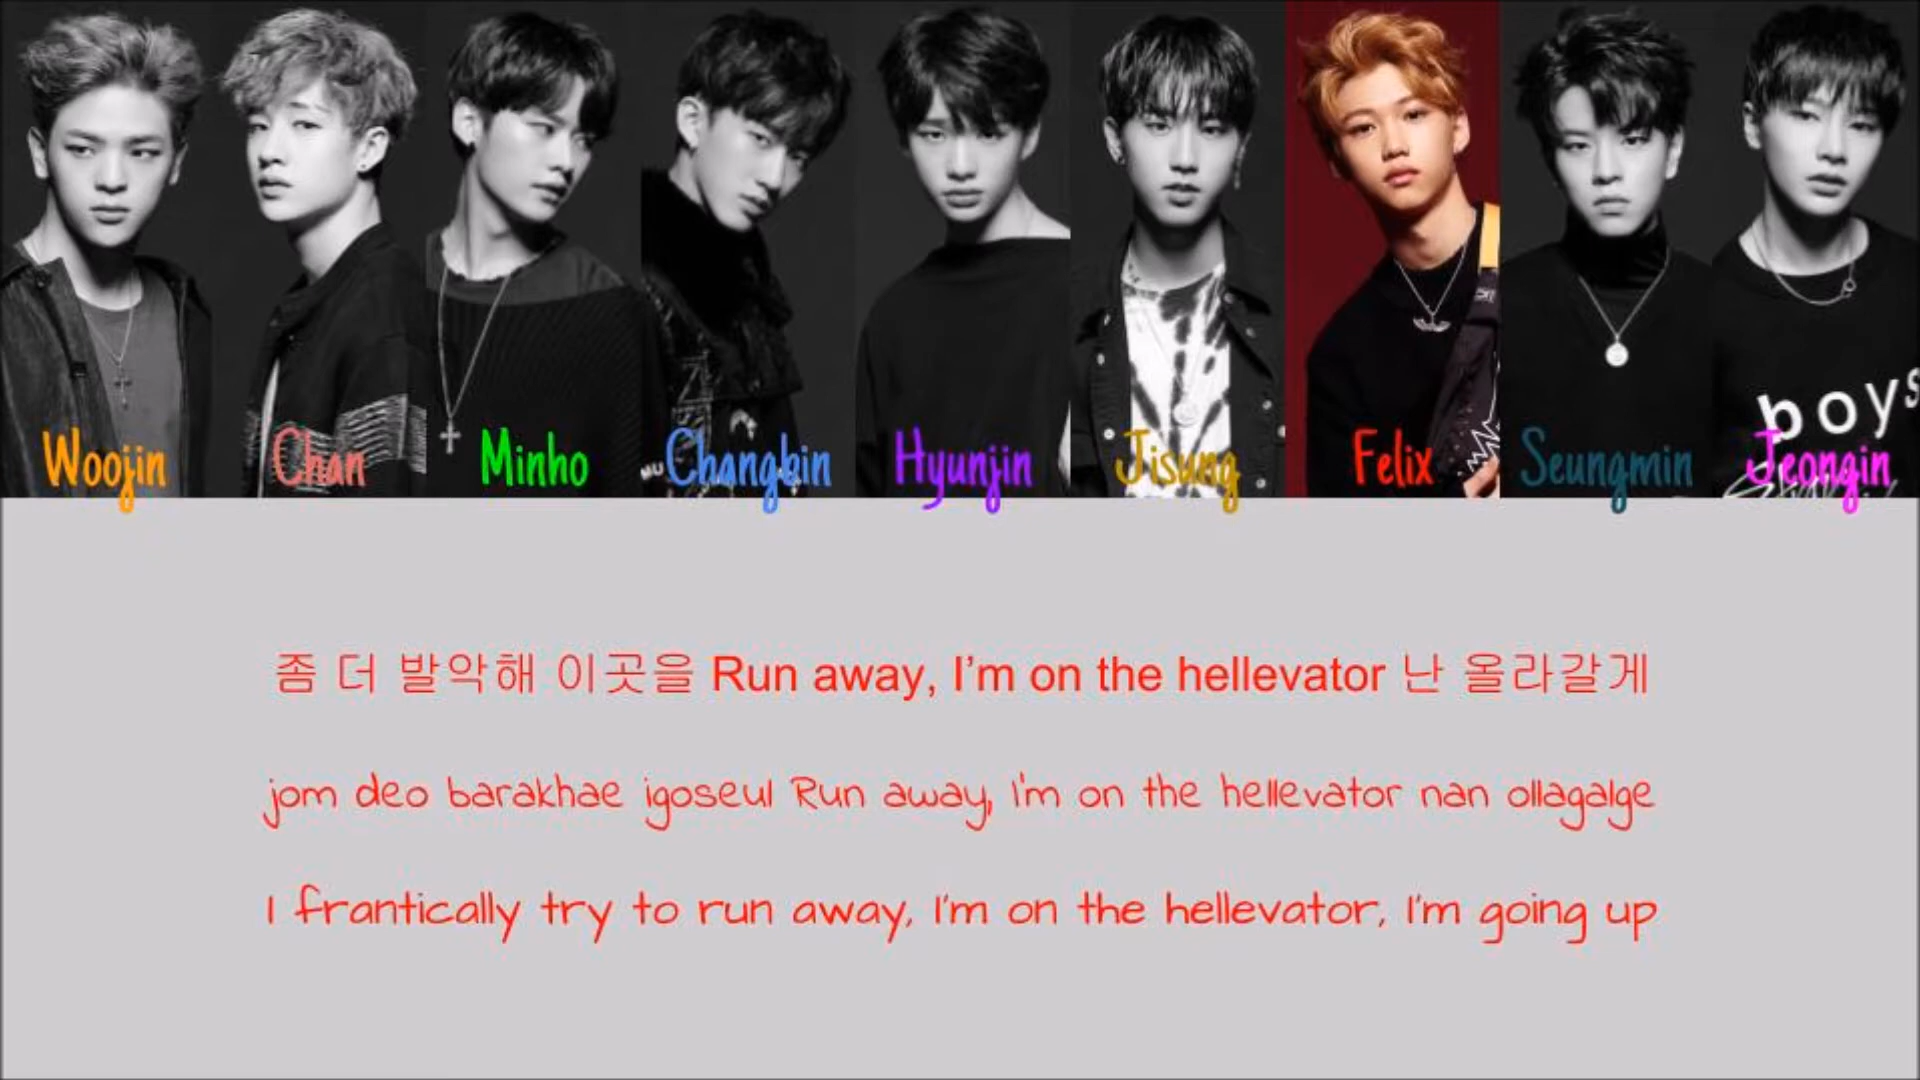 boys
Woojin Chan Minho Changbin Hyunjin Jisung Felix Seungmin Jeongin
좀 더 발악해 이곳을 Run away, I'm on the hellevator 난 올라갈게
jom deo barakhae igoseul Run away, I'm on the hellevator nan ollagalge
I frantically try to run away, I'm on the hellevator, I'm going up